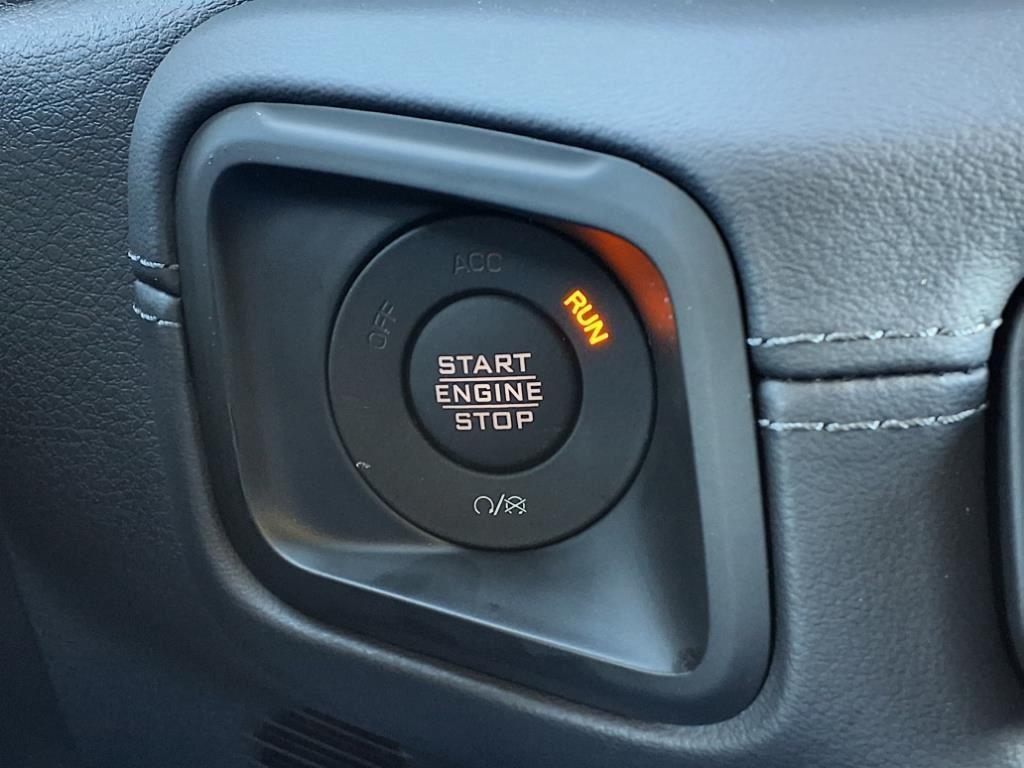 ACC
OFF
RUN
START
ENGINE
STOP